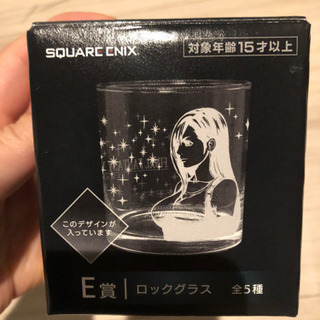 SQUARE ENIX.
対象年齢15才以上
このデザインが
入っています
E賞 ロックグラス 全5種